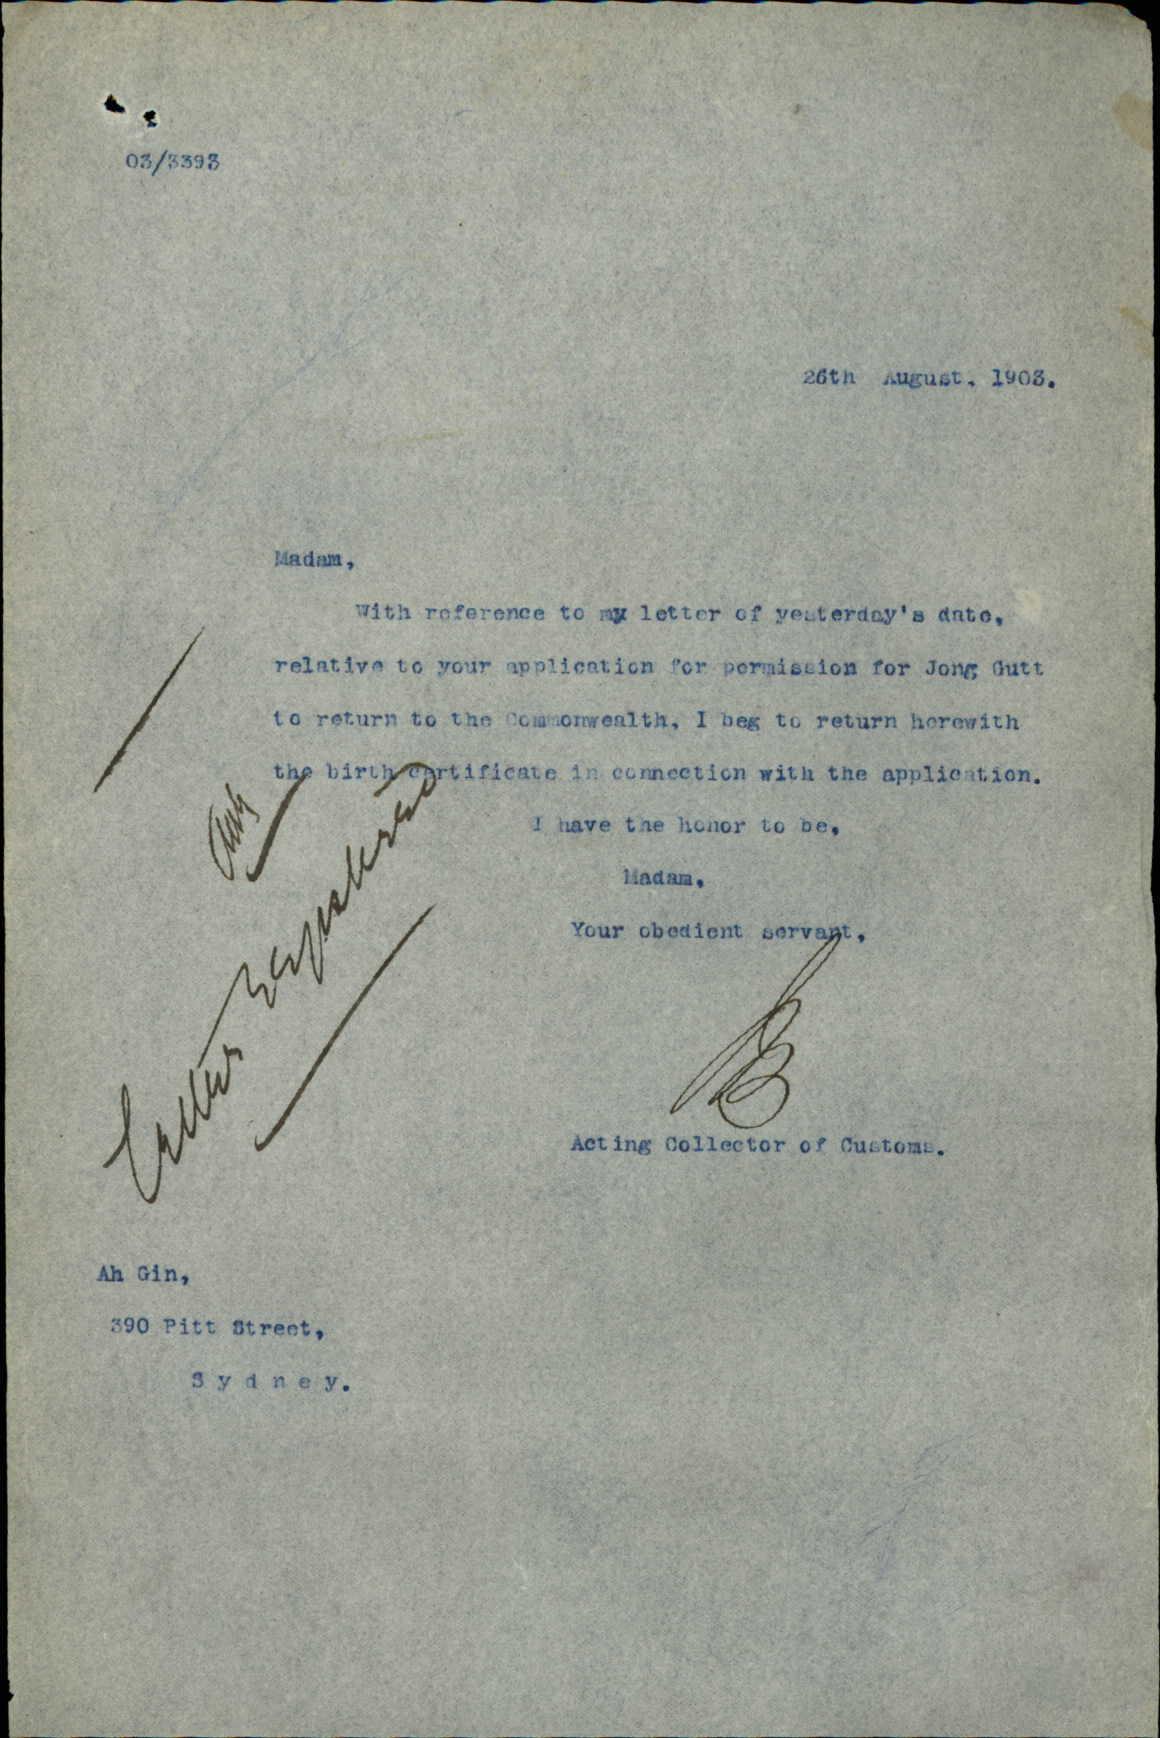 03/3393
26th August, 1903.
Madam,
With reference to my letter of yesterday's date,
relative to your application for permission for Jong Gutt
to return to the Commonwealth, I beg to return herewith
the birth certificate in connection with the application.
I have the honor to be,
Madam,
Your obedient servant,
Acting Collector of Customs.
Letter registered
Ah Gin,
390 Pitt Street,
Sydney.